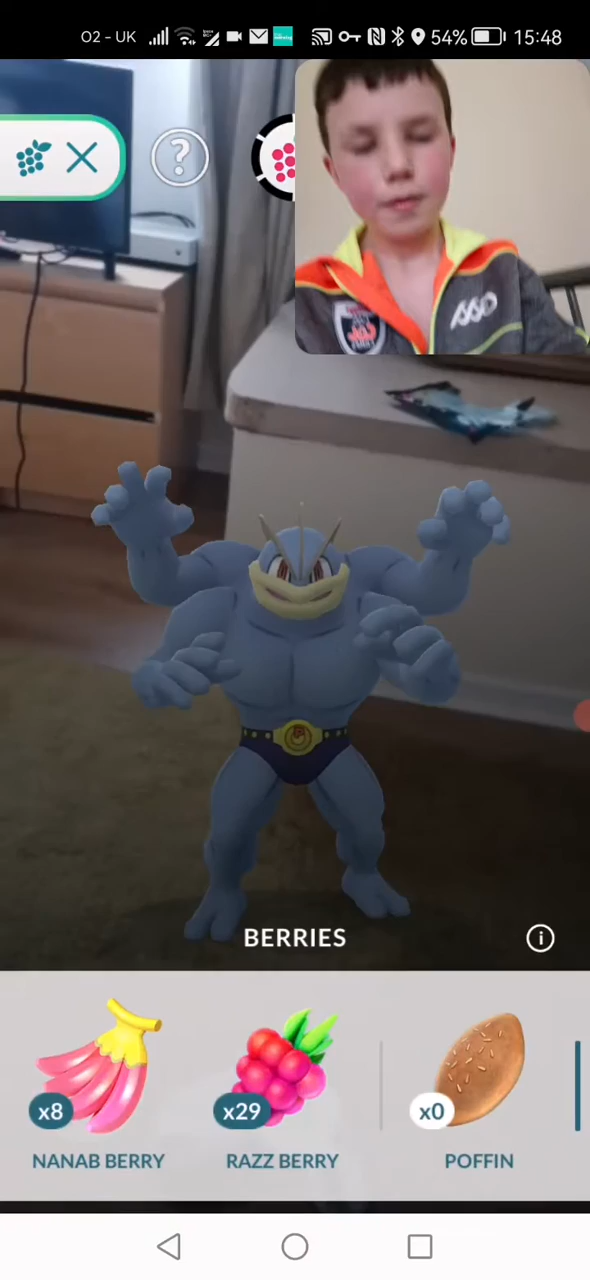 O2 - UK 54% 15:48
?
BERRIES
x8
x29
x0
NANAB BERRY
RAZZ BERRY
POFFIN